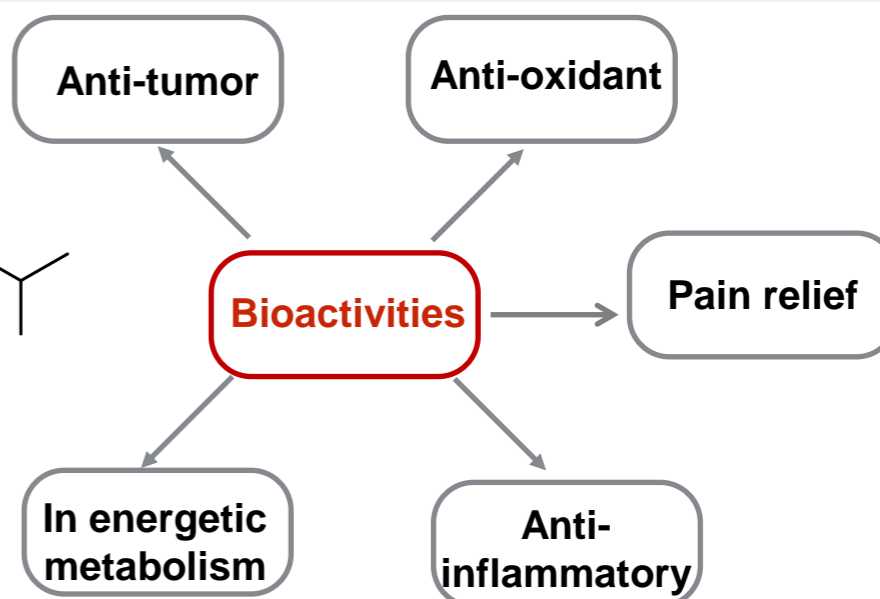 Anti-tumor
Anti-oxidant
Bioactivities
Pain relief
In energetic
metabolism
Anti-
inflammatory